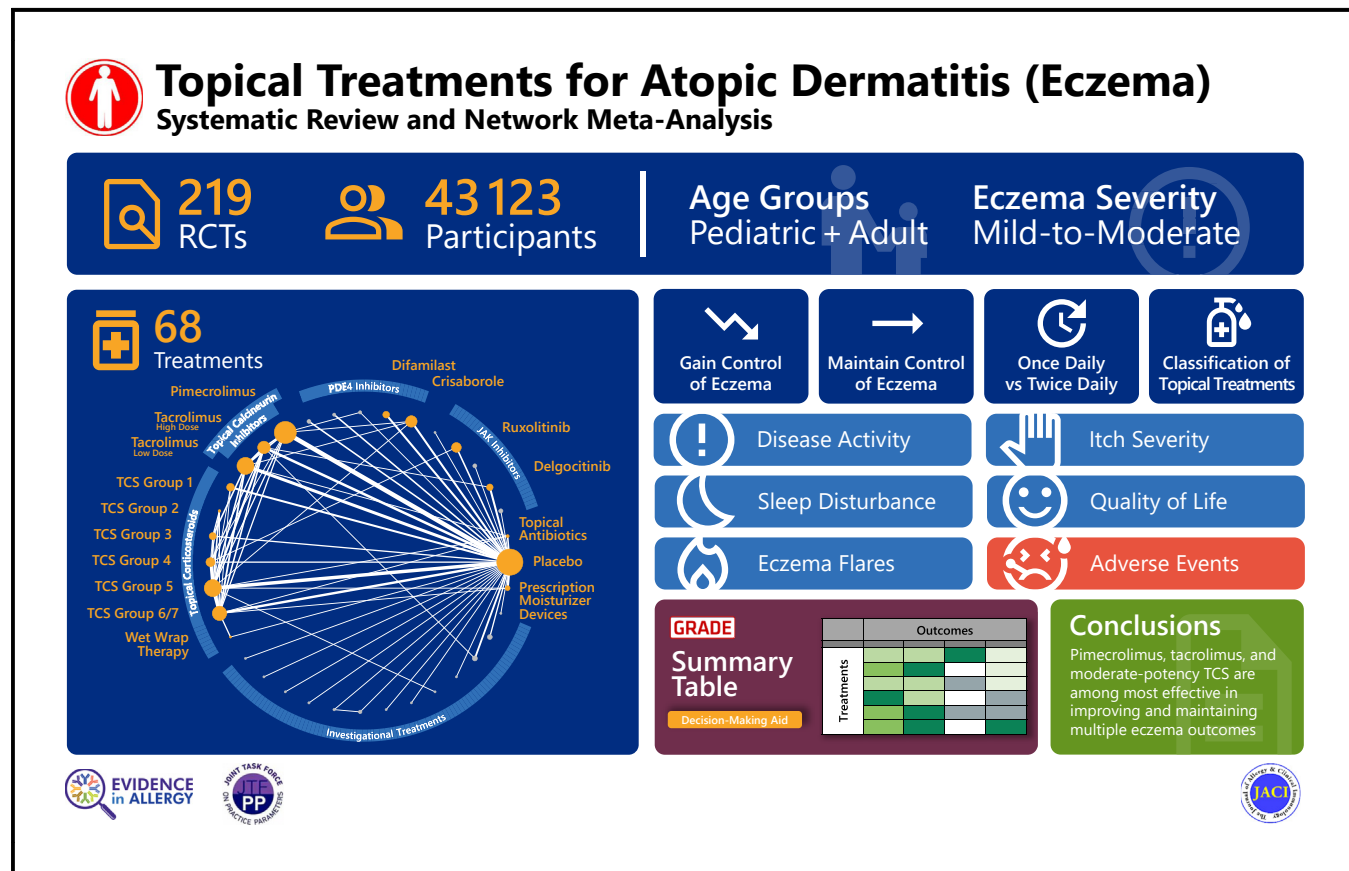 Topical Treatments for Atopic Dermatitis (Eczema)
Systematic Review and Network Meta-Analysis
219
RCTs
43 123
Participants
Age Groups
Pediatric + Adult
Eczema Severity
Mild-to-Moderate
68
Treatments
PDE4 Inhibitors
Difamilast
Crisaborole
JAK Inhibitors
Ruxolitinib
Delgocitinib
Topical
Antibiotics
Placebo
Prescription
Moisturizer
Devices
Investigational Treatments
Topical Calcineurin
Inhibitors
Pimecrolimus
Tacrolimus
High Dose
Tacrolimus
Low Dose
Topical Corticosteroids
TCS Group 1
TCS Group 2
TCS Group 3
TCS Group 4
TCS Group 5
TCS Group 6/7
Wet Wrap
Therapy
Gain Control
of Eczema
Maintain Control
of Eczema
Once Daily
vs Twice Daily
Classification of
Topical Treatments
Disease Activity
Itch Severity
Sleep Disturbance
Quality of Life
Eczema Flares
Adverse Events
GRADE
Summary
Table
Decision-Making Aid
Outcomes
Treatments
Conclusions
Pimecrolimus, tacrolimus, and
moderate-potency TCS are
among most effective in
improving and maintaining
multiple eczema outcomes
EVIDENCE
in ALLERGY
JOINT TASK FORCE
JTF
PP
ON PRACTICE PARAMETERS
The Journal of Allergy & Clinical Immunology
JACI